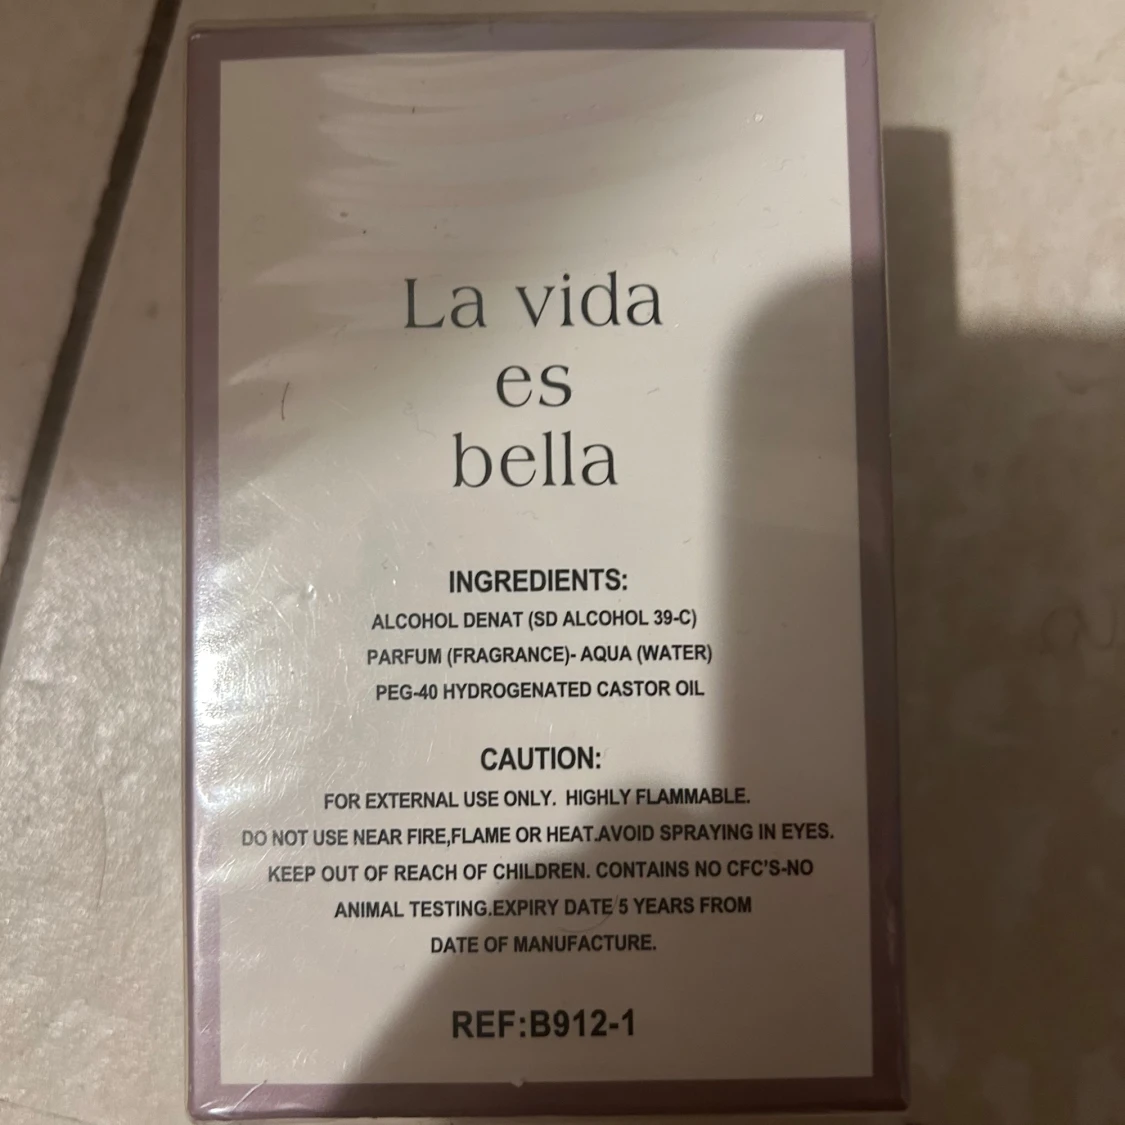 La vida
es
bella
INGREDIENTS:
ALCOHOL DENAT (SD ALCOHOL 39-C)
PARFUM (FRAGRANCE)- AQUA (WATER)
PEG-40 HYDROGENATED CASTOR OIL
CAUTION:
FOR EXTERNAL USE ONLY. HIGHLY FLAMMABLE.
DO NOT USE NEAR FIRE,FLAME OR HEAT.AVOID SPRAYING IN EYES.
KEEP OUT OF REACH OF CHILDREN. CONTAINS NO CFC'S-NO
ANIMAL TESTING.EXPIRY DATE 5 YEARS FROM
DATE OF MANUFACTURE.
REF:B912-1